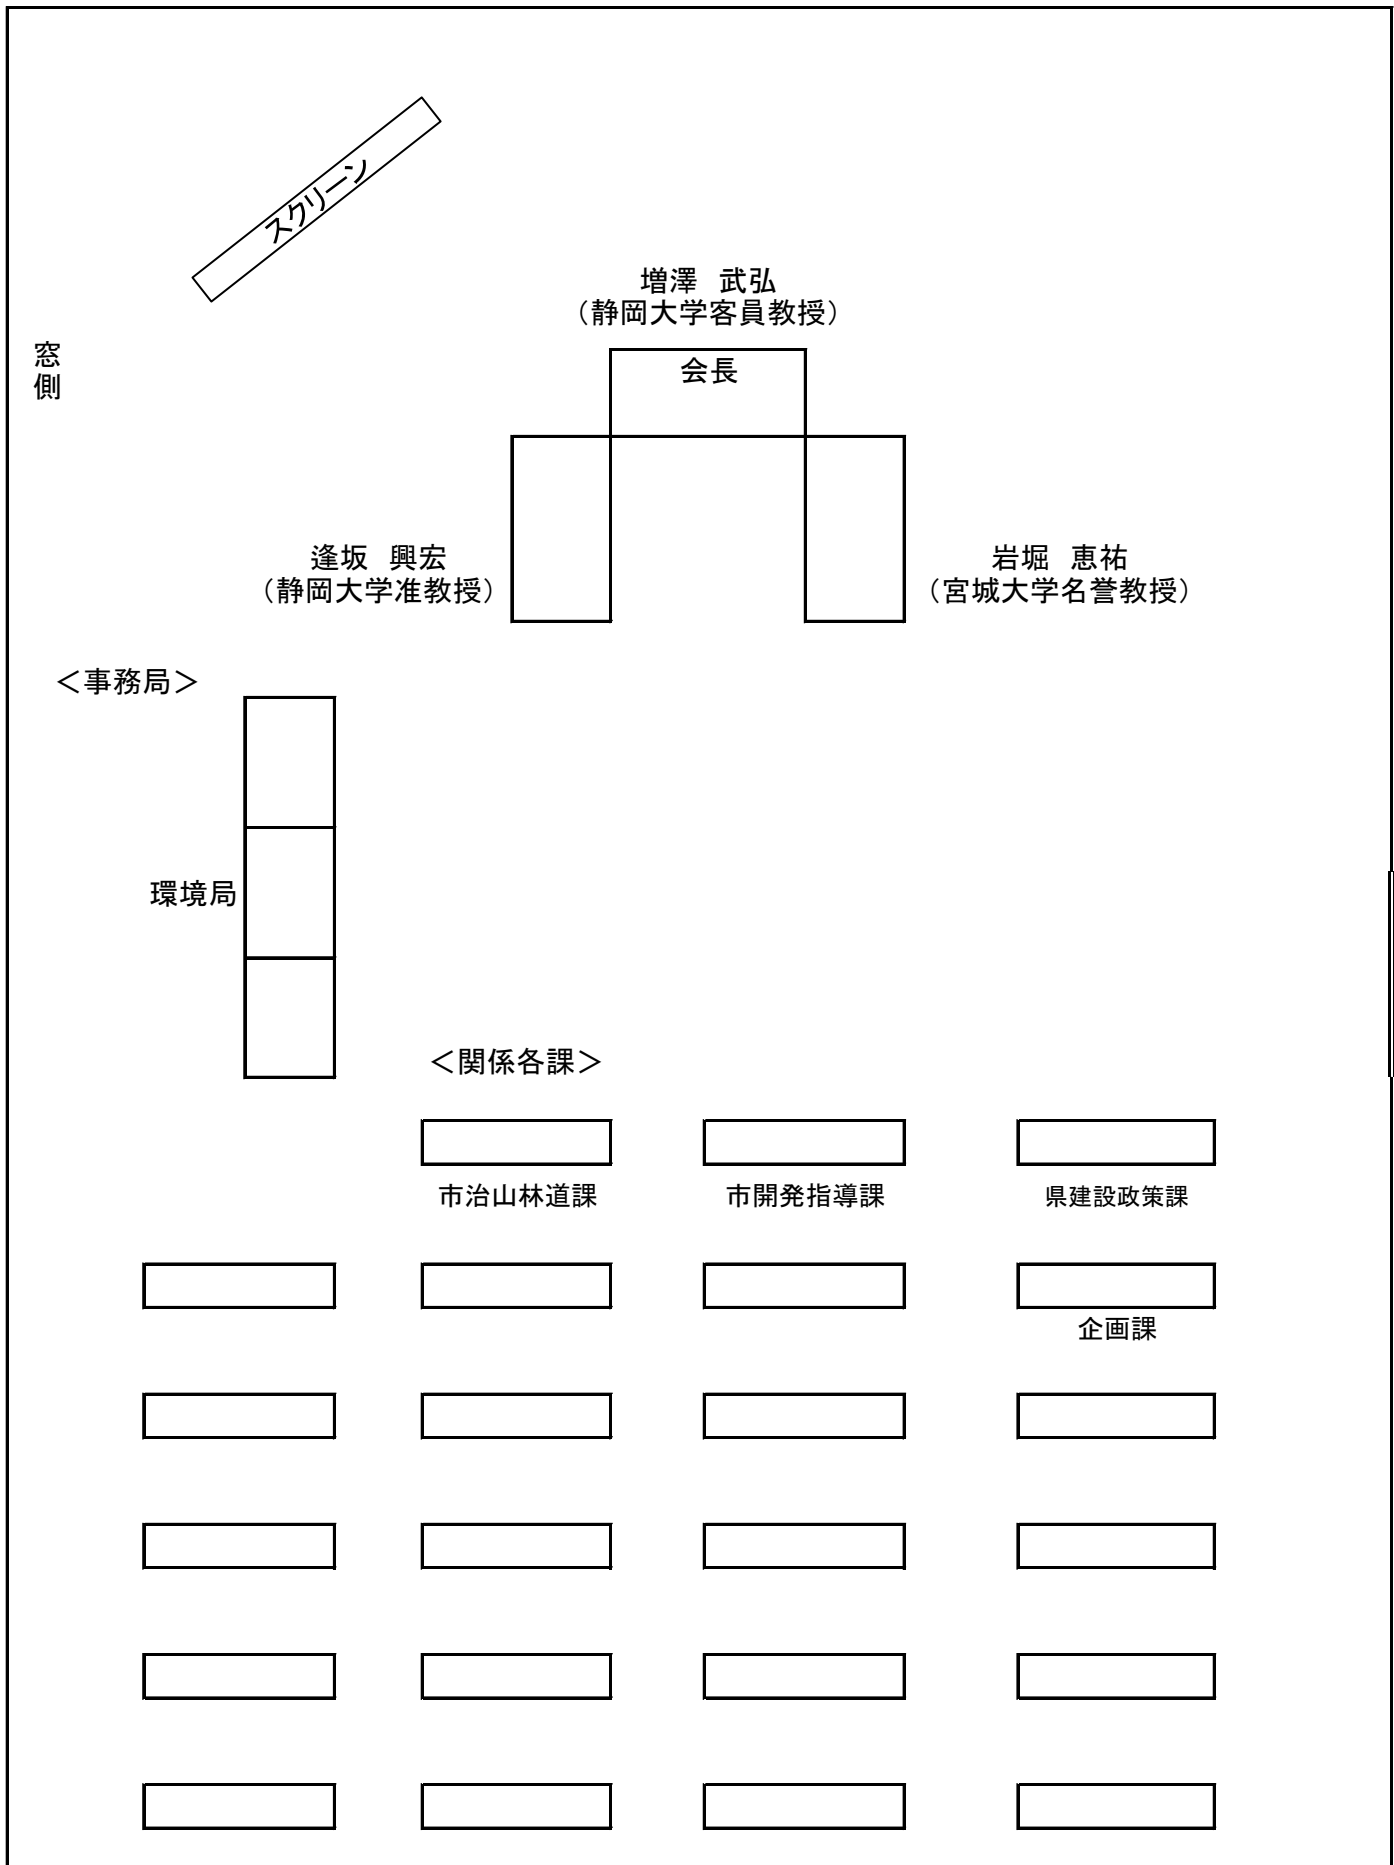 スクリーン
増澤　武弘
（静岡大学客員教授）
窓側
会長
逢坂　興宏
（静岡大学准教授）
岩堀　恵祐
（宮城大学名誉教授）
＜事務局＞
環境局
＜関係各課＞
市治山林道課
市開発指導課
県建設政策課
企画課